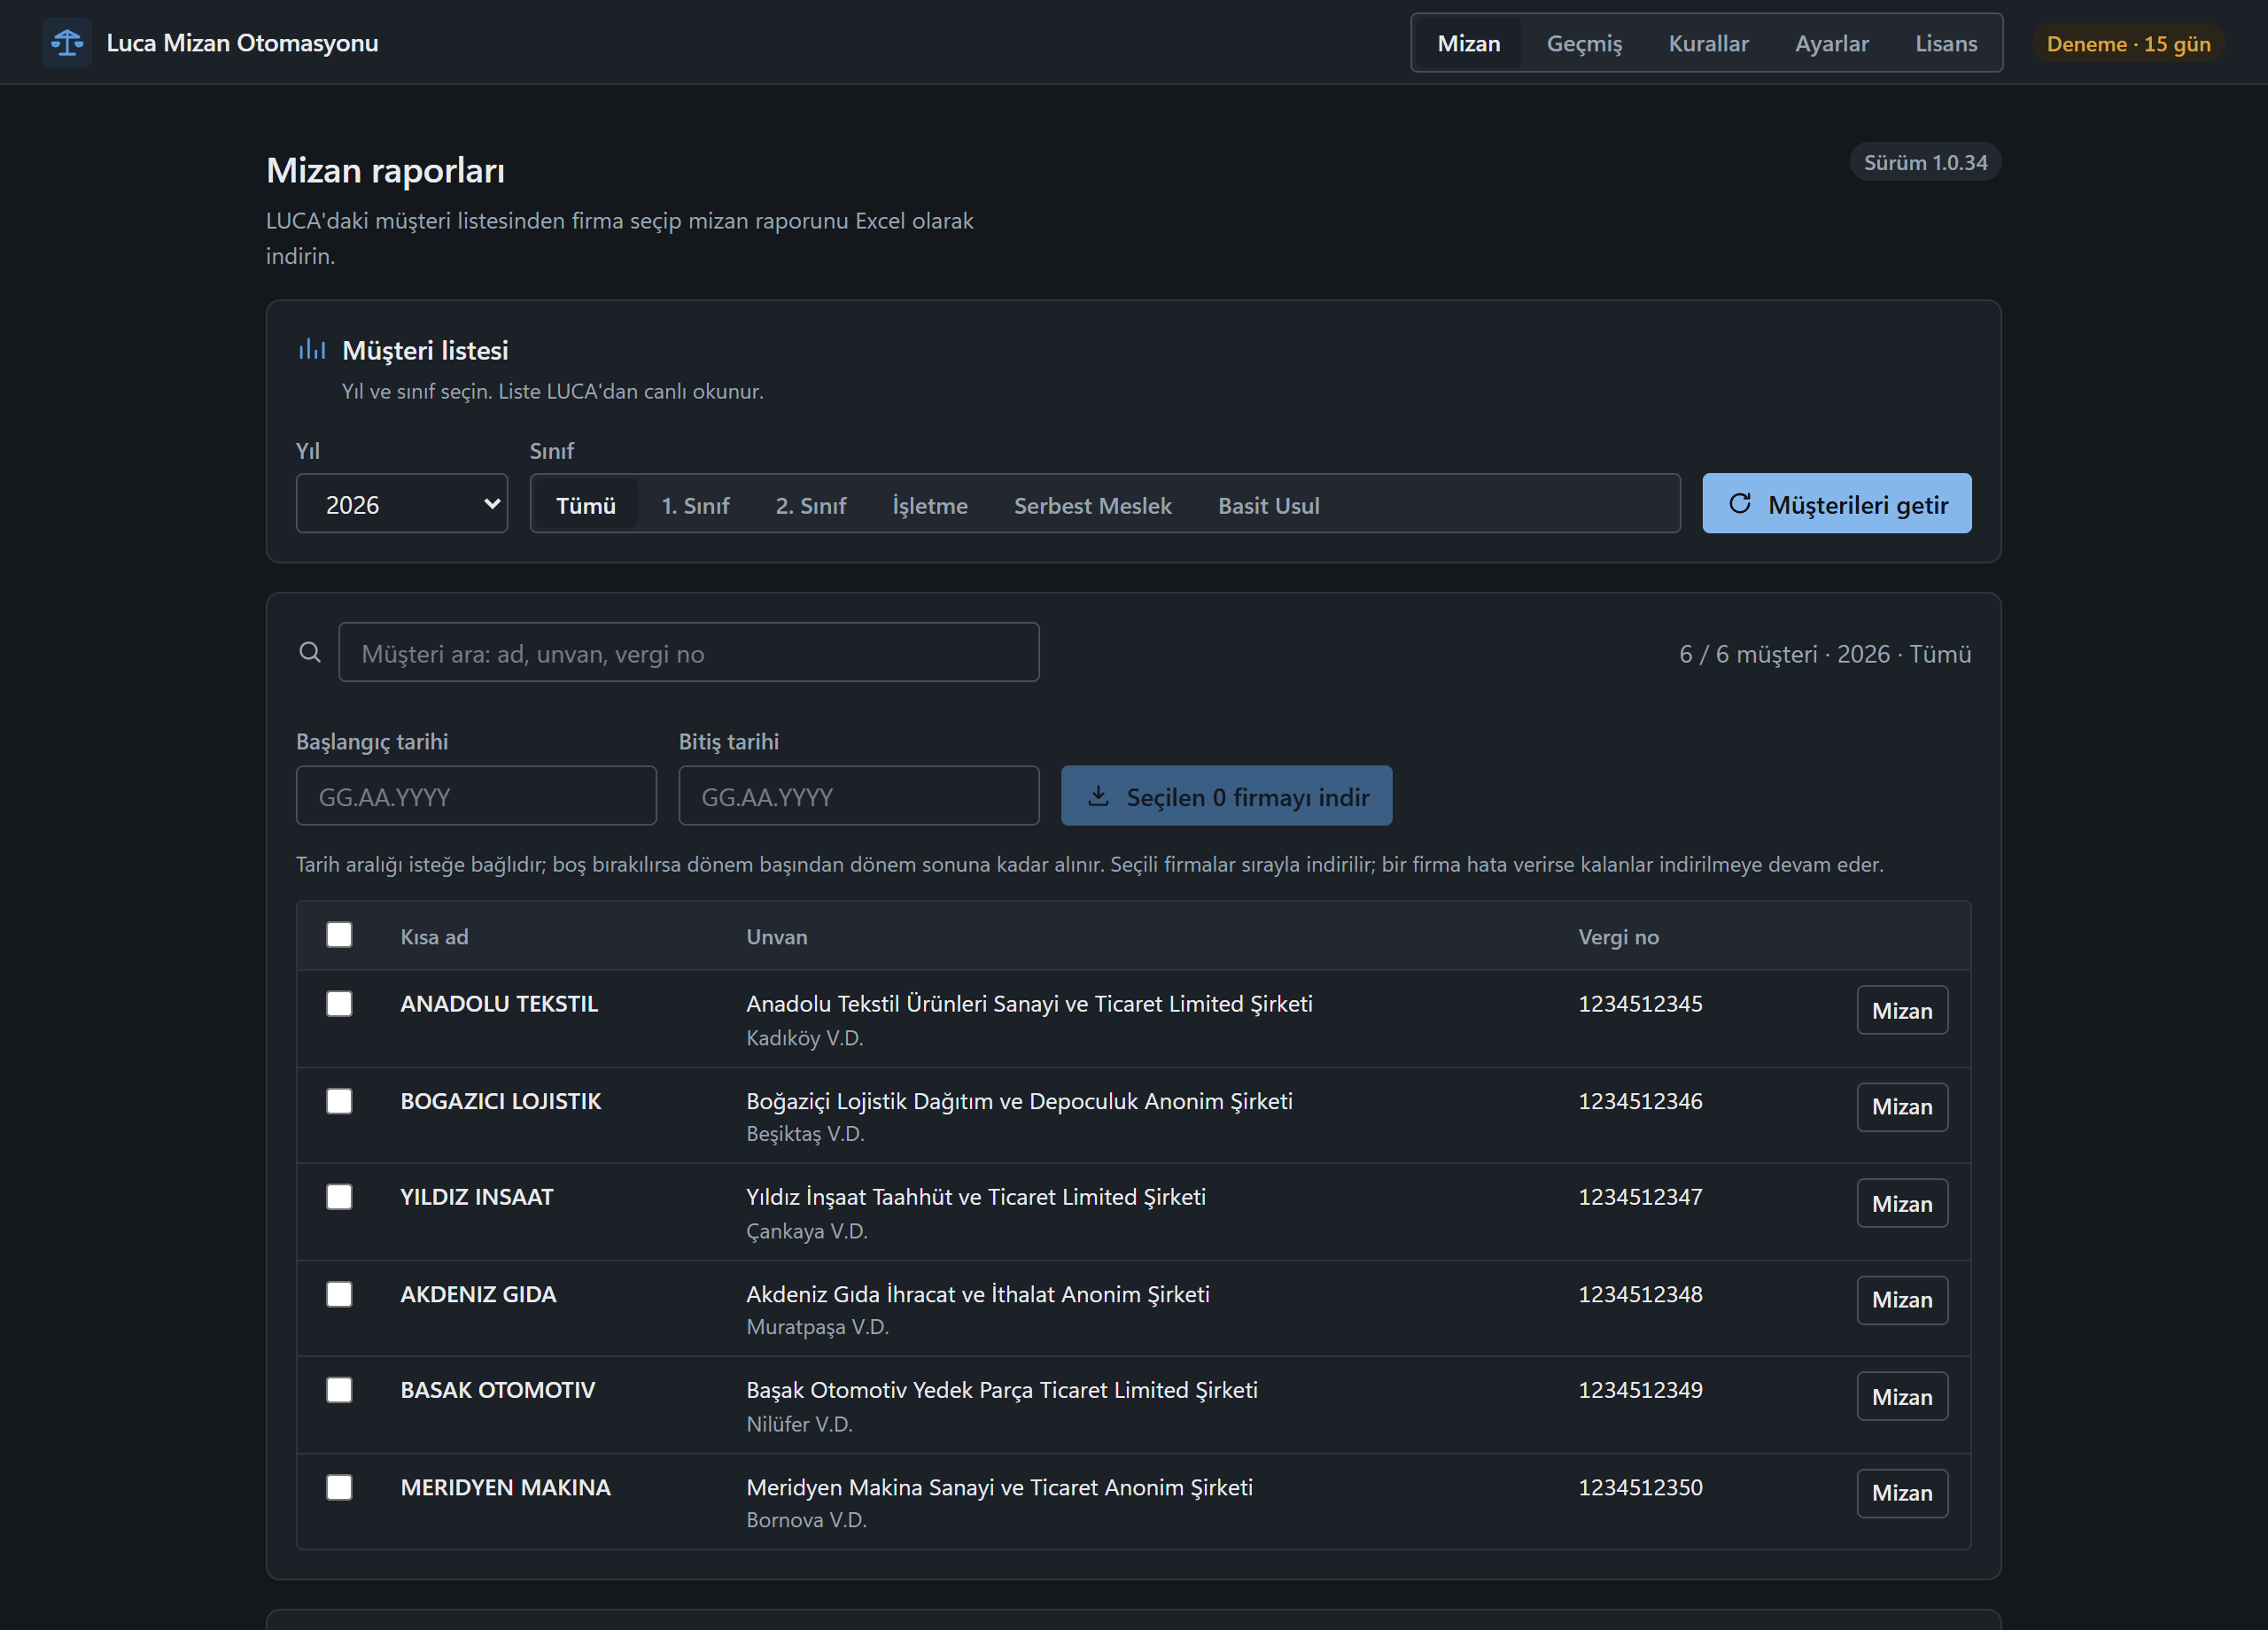 Luca Mizan Otomasyonu
Mizan Geçmiş Kurallar Ayarlar Lisans
Deneme · 15 gün
Mizan raporları
Sürüm 1.0.34
LUCA'daki müşteri listesinden firma seçip mizan raporunu Excel olarak
indirin.
Müşteri listesi
Yıl ve sınıf seçin. Liste LUCA'dan canlı okunur.
Yıl
Sınıf
2026
Tümü 1. Sınıf 2. Sınıf İşletme Serbest Meslek Basit Usul
Müşterileri getir
Müşteri ara: ad, unvan, vergi no
6 / 6 müşteri · 2026 · Tümü
Başlangıç tarihi
Bitiş tarihi
GG.AA.YYYY
GG.AA.YYYY
Seçilen 0 firmayı indir
Tarih aralığı isteğe bağlıdır; boş bırakılırsa dönem başından dönem sonuna kadar alınır. Seçili firmalar sırayla indirilir; bir firma hata verirse kalanlar indirilmeye devam eder.
Kısa ad Unvan Vergi no
ANADOLU TEKSTIL Anadolu Tekstil Ürünleri Sanayi ve Ticaret Limited Şirketi 1234512345 Mizan
Kadıköy V.D.
BOGAZICI LOJISTIK Boğaziçi Lojistik Dağıtım ve Depoculuk Anonim Şirketi 1234512346 Mizan
Beşiktaş V.D.
YILDIZ INSAAT Yıldız İnşaat Taahhüt ve Ticaret Limited Şirketi 1234512347 Mizan
Çankaya V.D.
AKDENIZ GIDA Akdeniz Gıda İhracat ve İthalat Anonim Şirketi 1234512348 Mizan
Muratpaşa V.D.
BASAK OTOMOTIV Başak Otomotiv Yedek Parça Ticaret Limited Şirketi 1234512349 Mizan
Nilüfer V.D.
MERIDYEN MAKINA Meridyen Makina Sanayi ve Ticaret Anonim Şirketi 1234512350 Mizan
Bornova V.D.